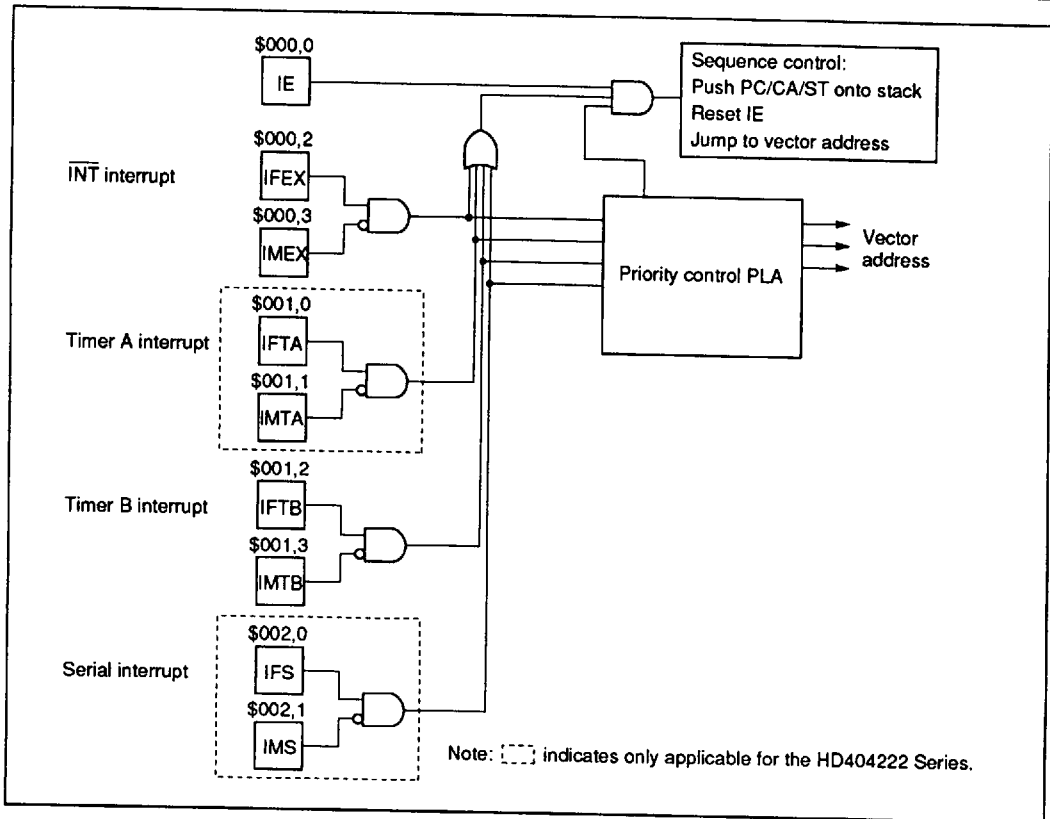 $000,0
IE
Sequence control:
Push PC/CA/ST onto stack
Reset IE
Jump to vector address
$000,2
INT interrupt
IFEX
$000,3
IMEX
Vector
address
Priority control PLA
$001,0
Timer A interrupt
IFTA
$001,1
IMTA
$001,2
Timer B interrupt
IFTB
$001,3
IMTB
$002,0
Serial interrupt
IFS
$002,1
IMS
Note: indicates only applicable for the HD404222 Series.